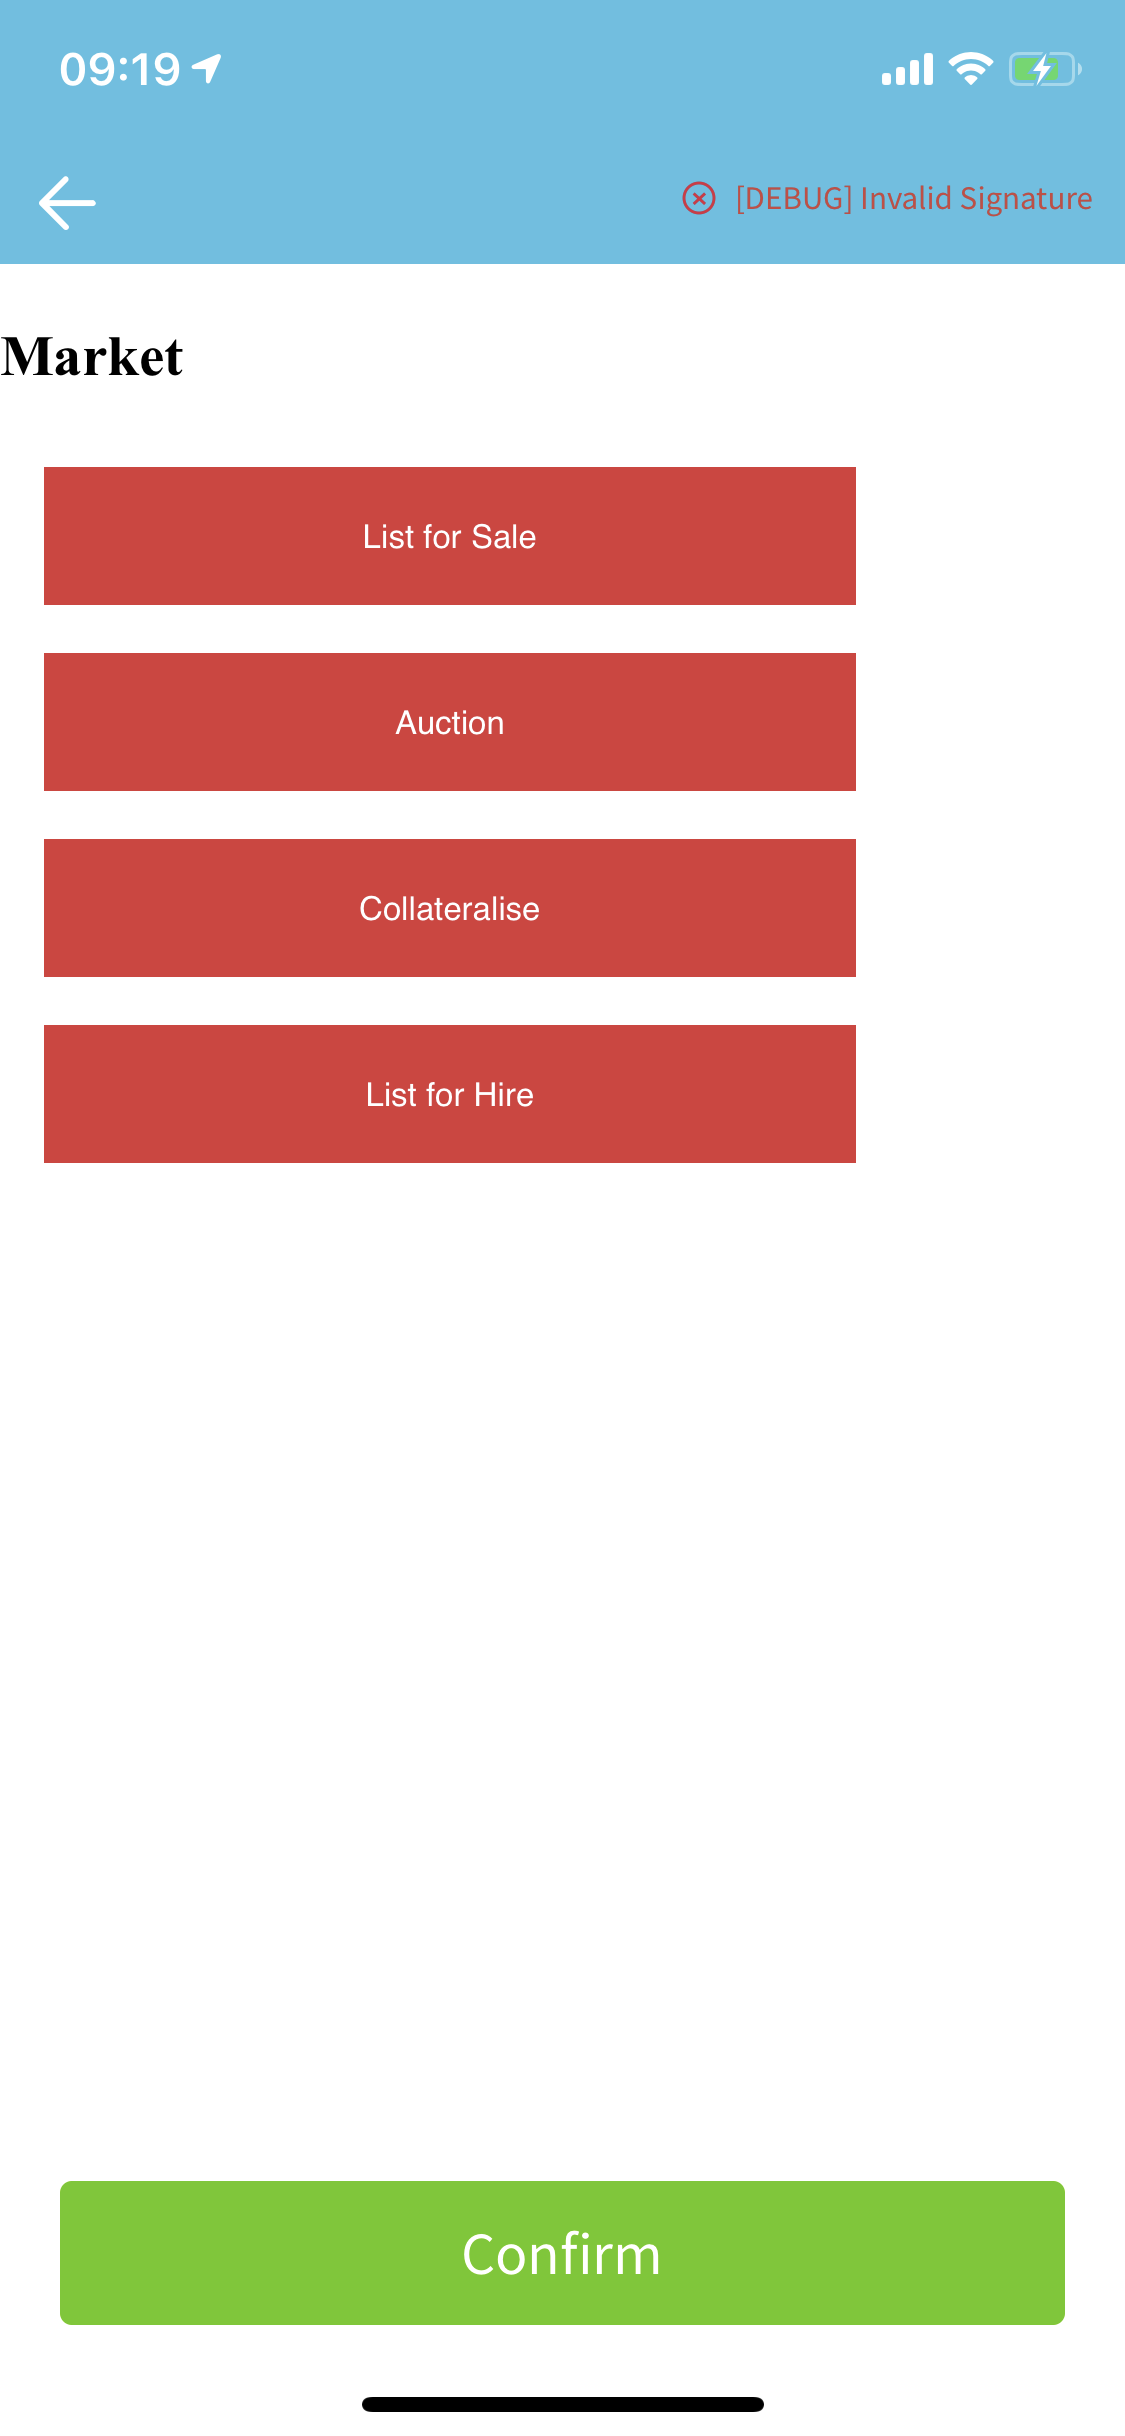 09:19
[DEBUG] Invalid Signature
Market
List for Sale
Auction
Collateralise
List for Hire
Confirm